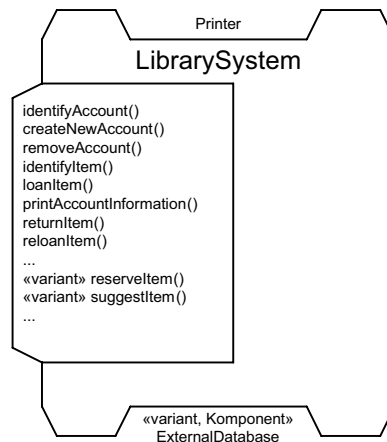 Printer
LibrarySystem
identifyAccount()
createNewAccount()
removeAccount()
identifyItem()
loanItem()
printAccountInformation()
returnItem()
reloanItem()
...
«variant» reserveItem()
«variant» suggestItem()
...
«variant, Komponent»
ExternalDatabase